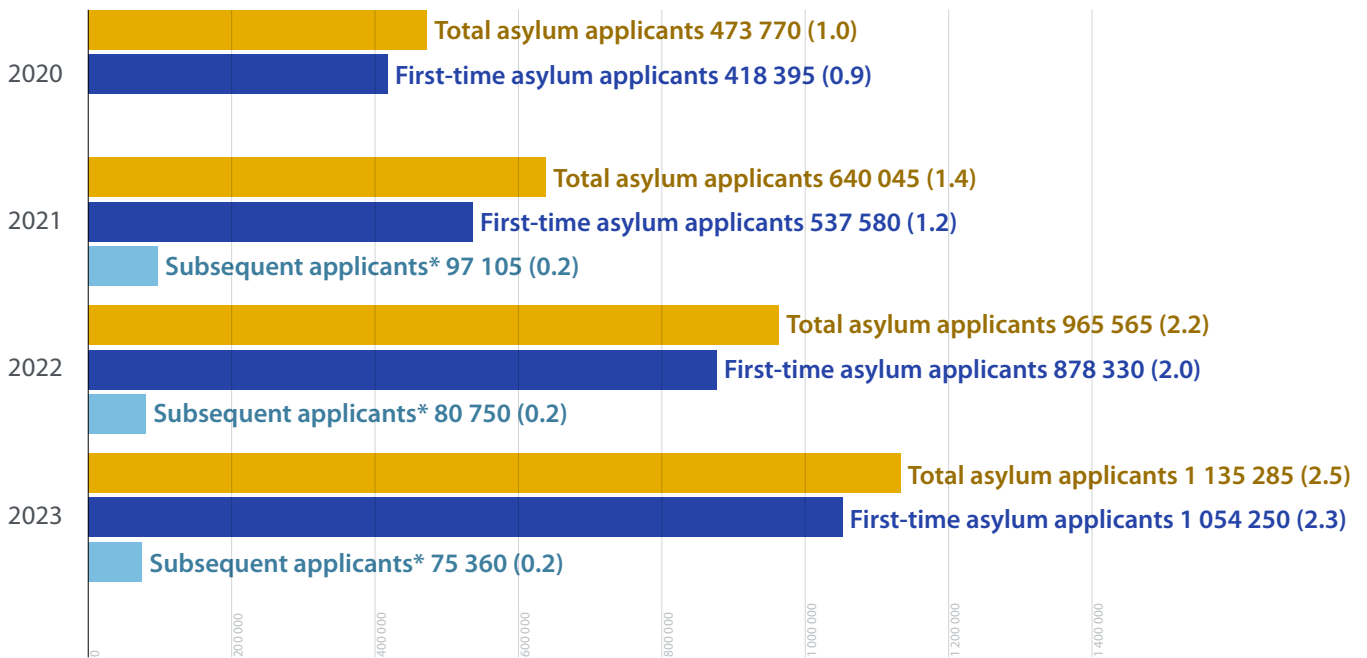 Total asylum applicants 473 770 (1.0)
2020
First-time asylum applicants 418 395 (0.9)
Total asylum applicants 640 045 (1.4)
2021
First-time asylum applicants 537 580 (1.2)
Subsequent applicants* 97 105 (0.2)
Total asylum applicants 965 565 (2.2)
2022
First-time asylum applicants 878 330 (2.0)
Subsequent applicants* 80 750 (0.2)
Total asylum applicants 1 135 285 (2.5)
2023
First-time asylum applicants 1 054 250 (2.3)
Subsequent applicants* 75 360 (0.2)
0
200 000
400 000
600 000
800 000
1 000 000
1 200 000
1 400 000